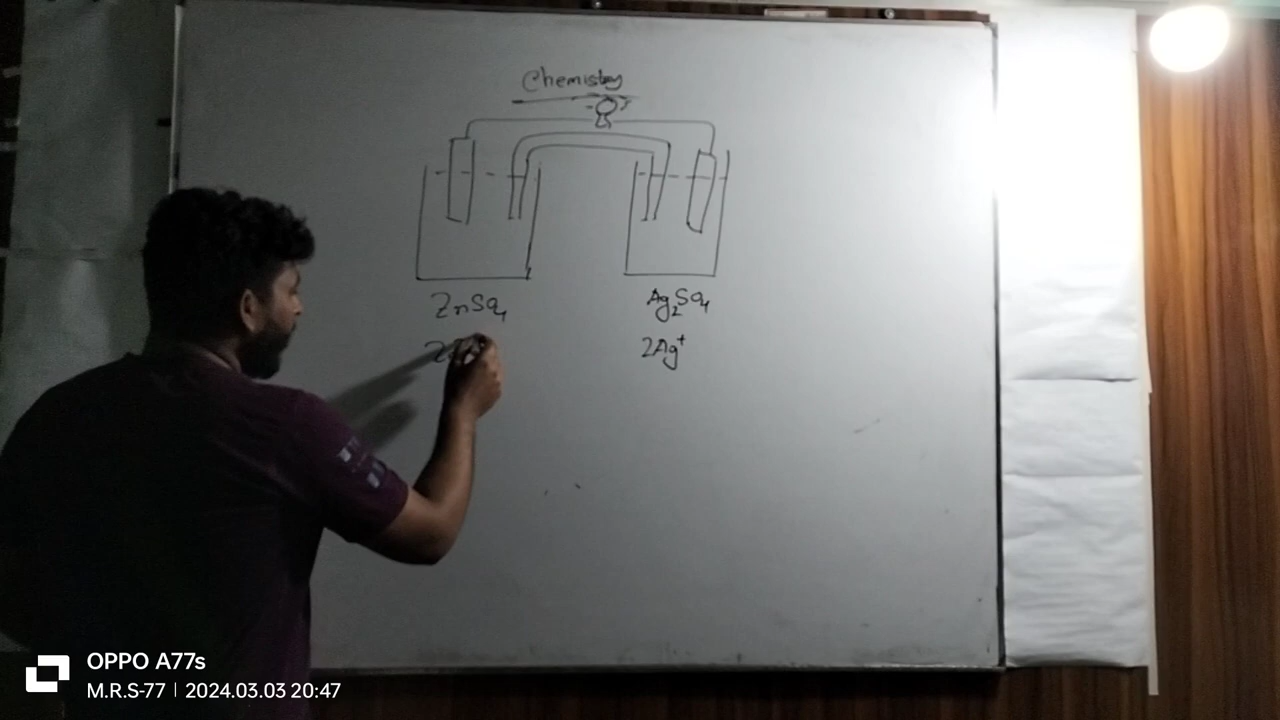 Chemistry
ZnSO4
Ag2SO4
2Ag+
OPPO A77s
M.R.S-77 | 2024.03.03 20:47